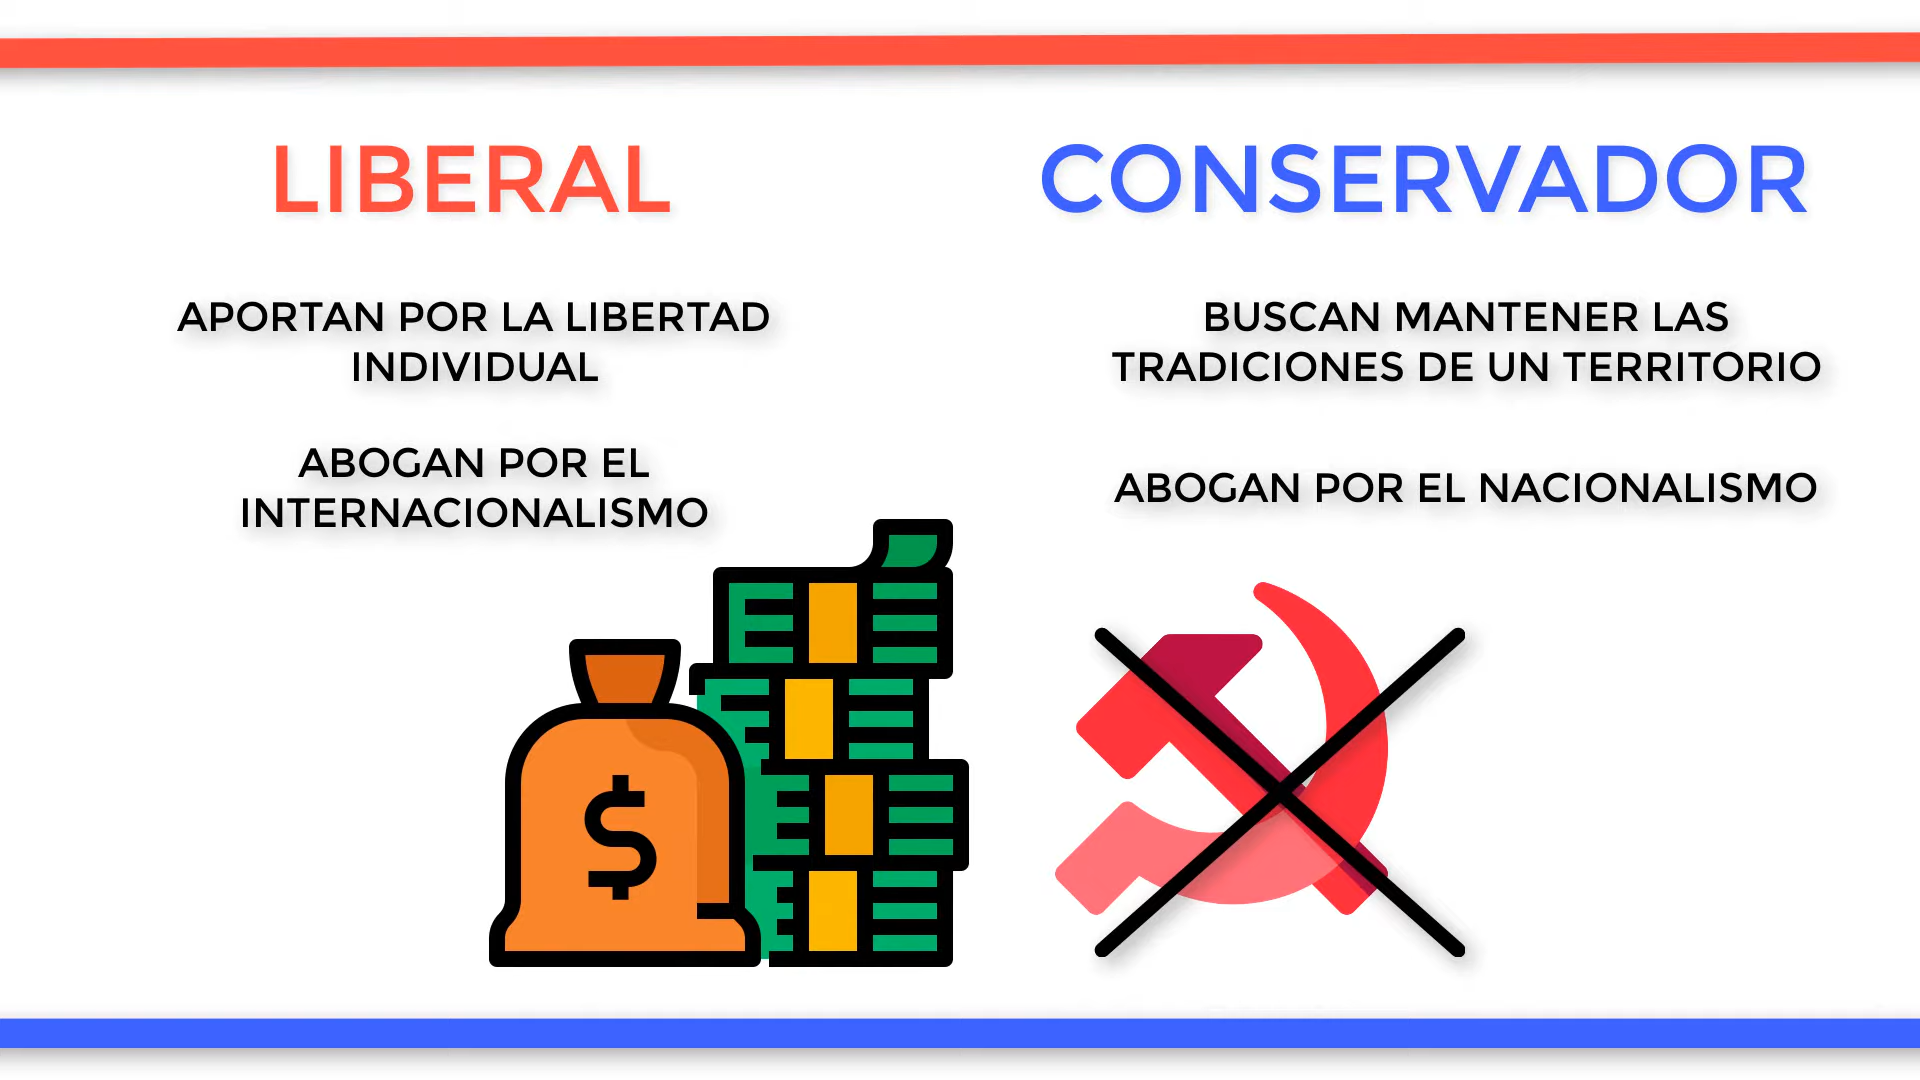 LIBERAL
APORTAN POR LA LIBERTAD
INDIVIDUAL
ABOGAN POR EL
INTERNACIONALISMO
$
CONSERVADOR
BUSCAN MANTENER LAS
TRADICIONES DE UN TERRITORIO
ABOGAN POR EL NACIONALISMO